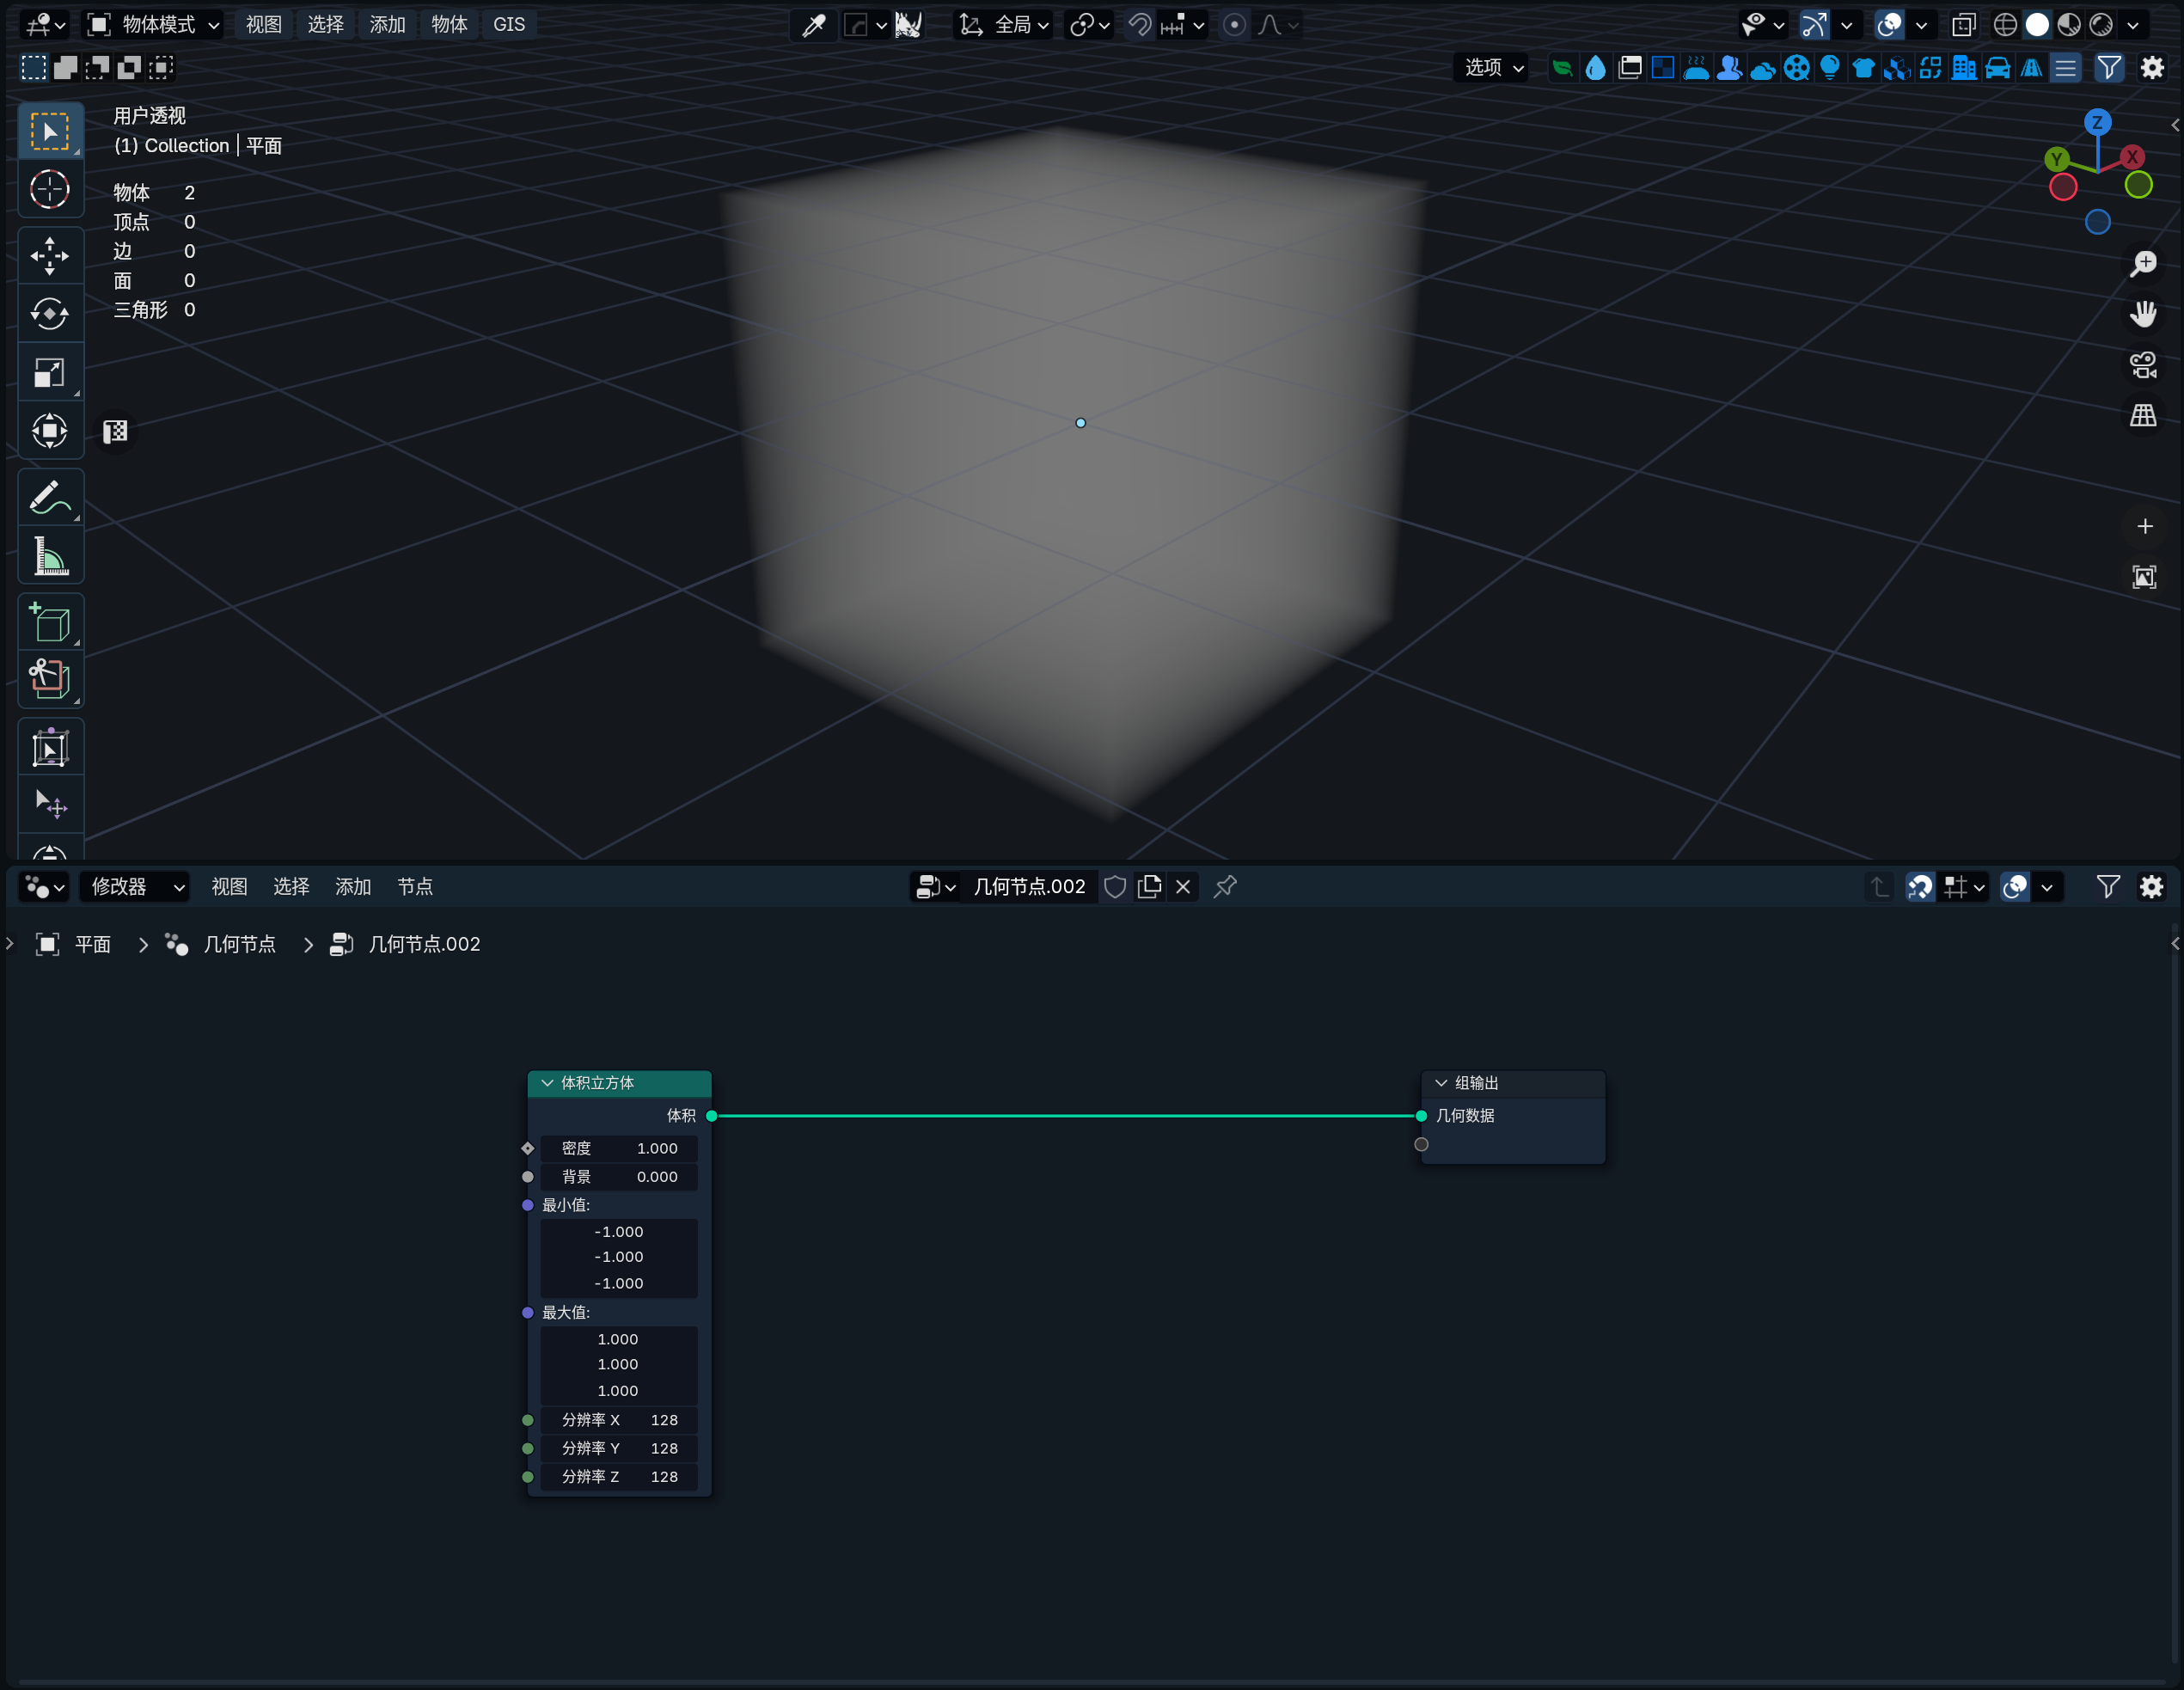 物体模式 视图 选择 添加 物体 GIS 全局
选项
用户透视
(1) Collection | 平面
物体 2
顶点 0
边 0
面 0
三角形 0
Z
Y X
修改器 视图 选择 添加 节点 几何节点.002
平面 几何节点 几何节点.002
体积立方体
体积
密度 1.000
背景 0.000
最小值:
-1.000
-1.000
-1.000
最大值:
1.000
1.000
1.000
分辨率 X 128
分辨率 Y 128
分辨率 Z 128
组输出
几何数据